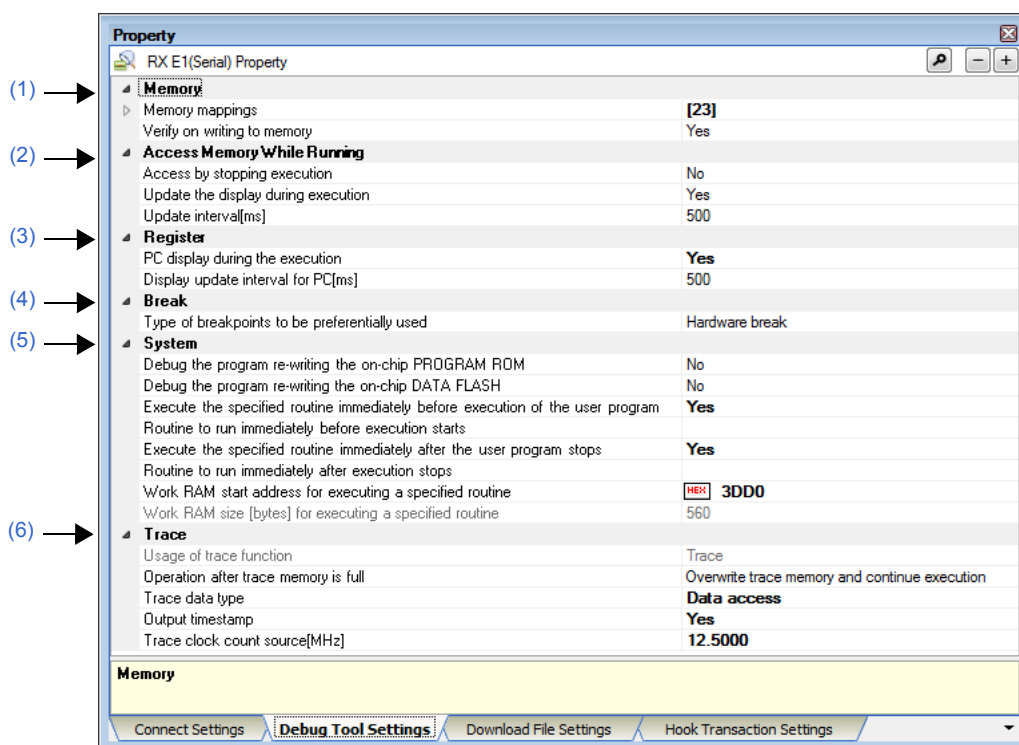 Property
RX E1(Serial) Property
(1) Memory
Memory mappings [23]
Verify on writing to memory Yes
(2) Access Memory While Running
Access by stopping execution No
Update the display during execution Yes
Update interval[ms] 500
(3) Register
PC display during the execution Yes
Display update interval for PC[ms] 500
(4) Break
Type of breakpoints to be preferentially used Hardware break
(5) System
Debug the program re-writing the on-chip PROGRAM ROM No
Debug the program re-writing the on-chip DATA FLASH No
Execute the specified routine immediately before execution of the user program Yes
Routine to run immediately before execution starts
Execute the specified routine immediately after the user program stops Yes
Routine to run immediately after execution stops
Work RAM start address for executing a specified routine HEX 3DD0
Work RAM size [bytes] for executing a specified routine 560
(6) Trace
Usage of trace function Trace
Operation after trace memory is full Overwrite trace memory and continue execution
Trace data type Data access
Output timestamp Yes
Trace clock count source[MHz] 12.5000
Memory
Connect Settings Debug Tool Settings Download File Settings Hook Transaction Settings